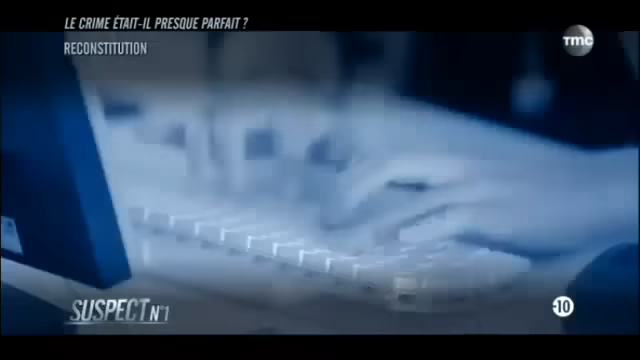 LE CRIME ÉTAIT-IL PRESQUE PARFAIT ?
RECONSTITUTION
TMC
SUSPECT N°1
-10